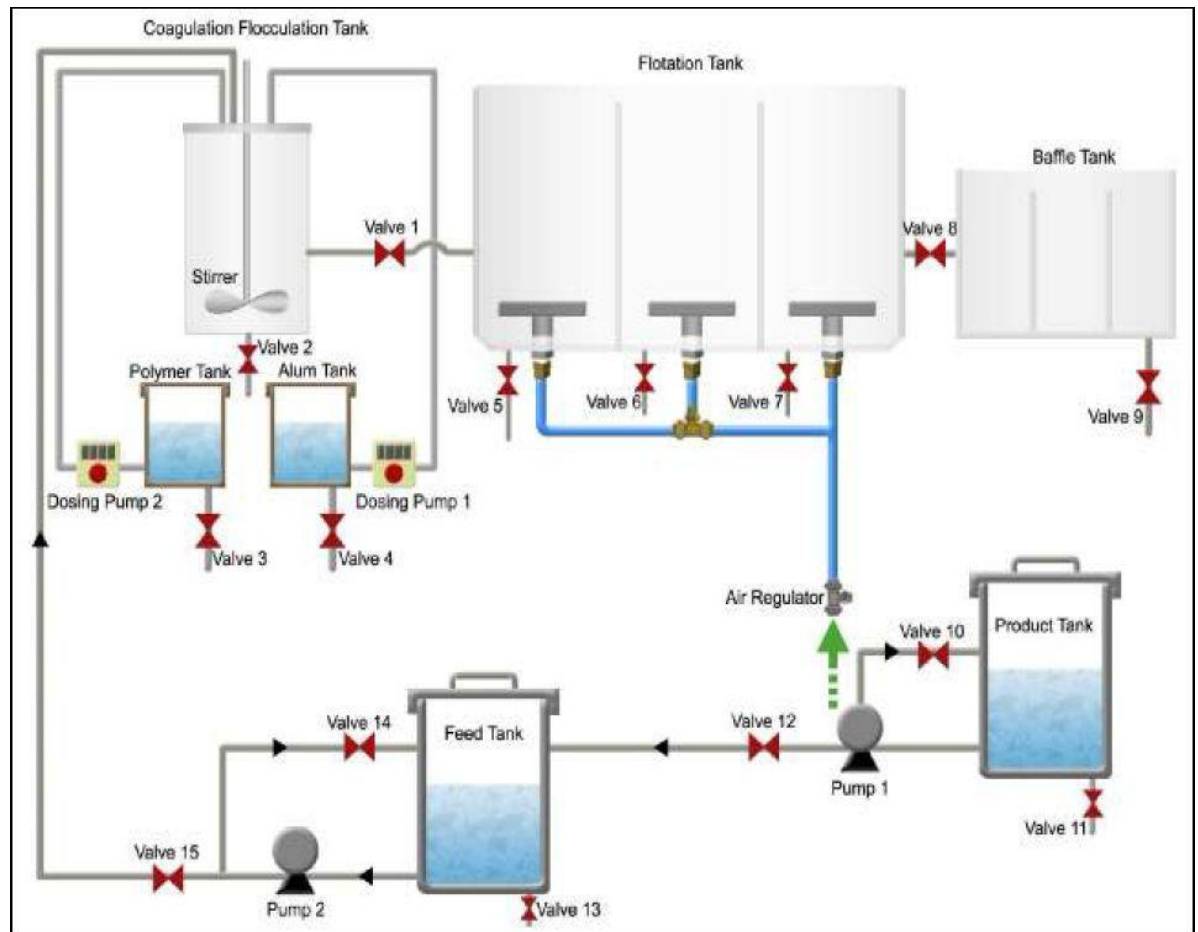 Coagulation Flocculation Tank
Flotation Tank
Baffle Tank
Valve 1
Valve 8
Stirrer
Valve 2
Polymer Tank
Alum Tank
Valve 5
Valve 6
Valve 7
Valve 9
Dosing Pump 2
Dosing Pump 1
Valve 3
Valve 4
Air Regulator
Valve 10
Product Tank
Valve 14
Feed Tank
Valve 12
Pump 1
Valve 11
Valve 15
Pump 2
Valve 13